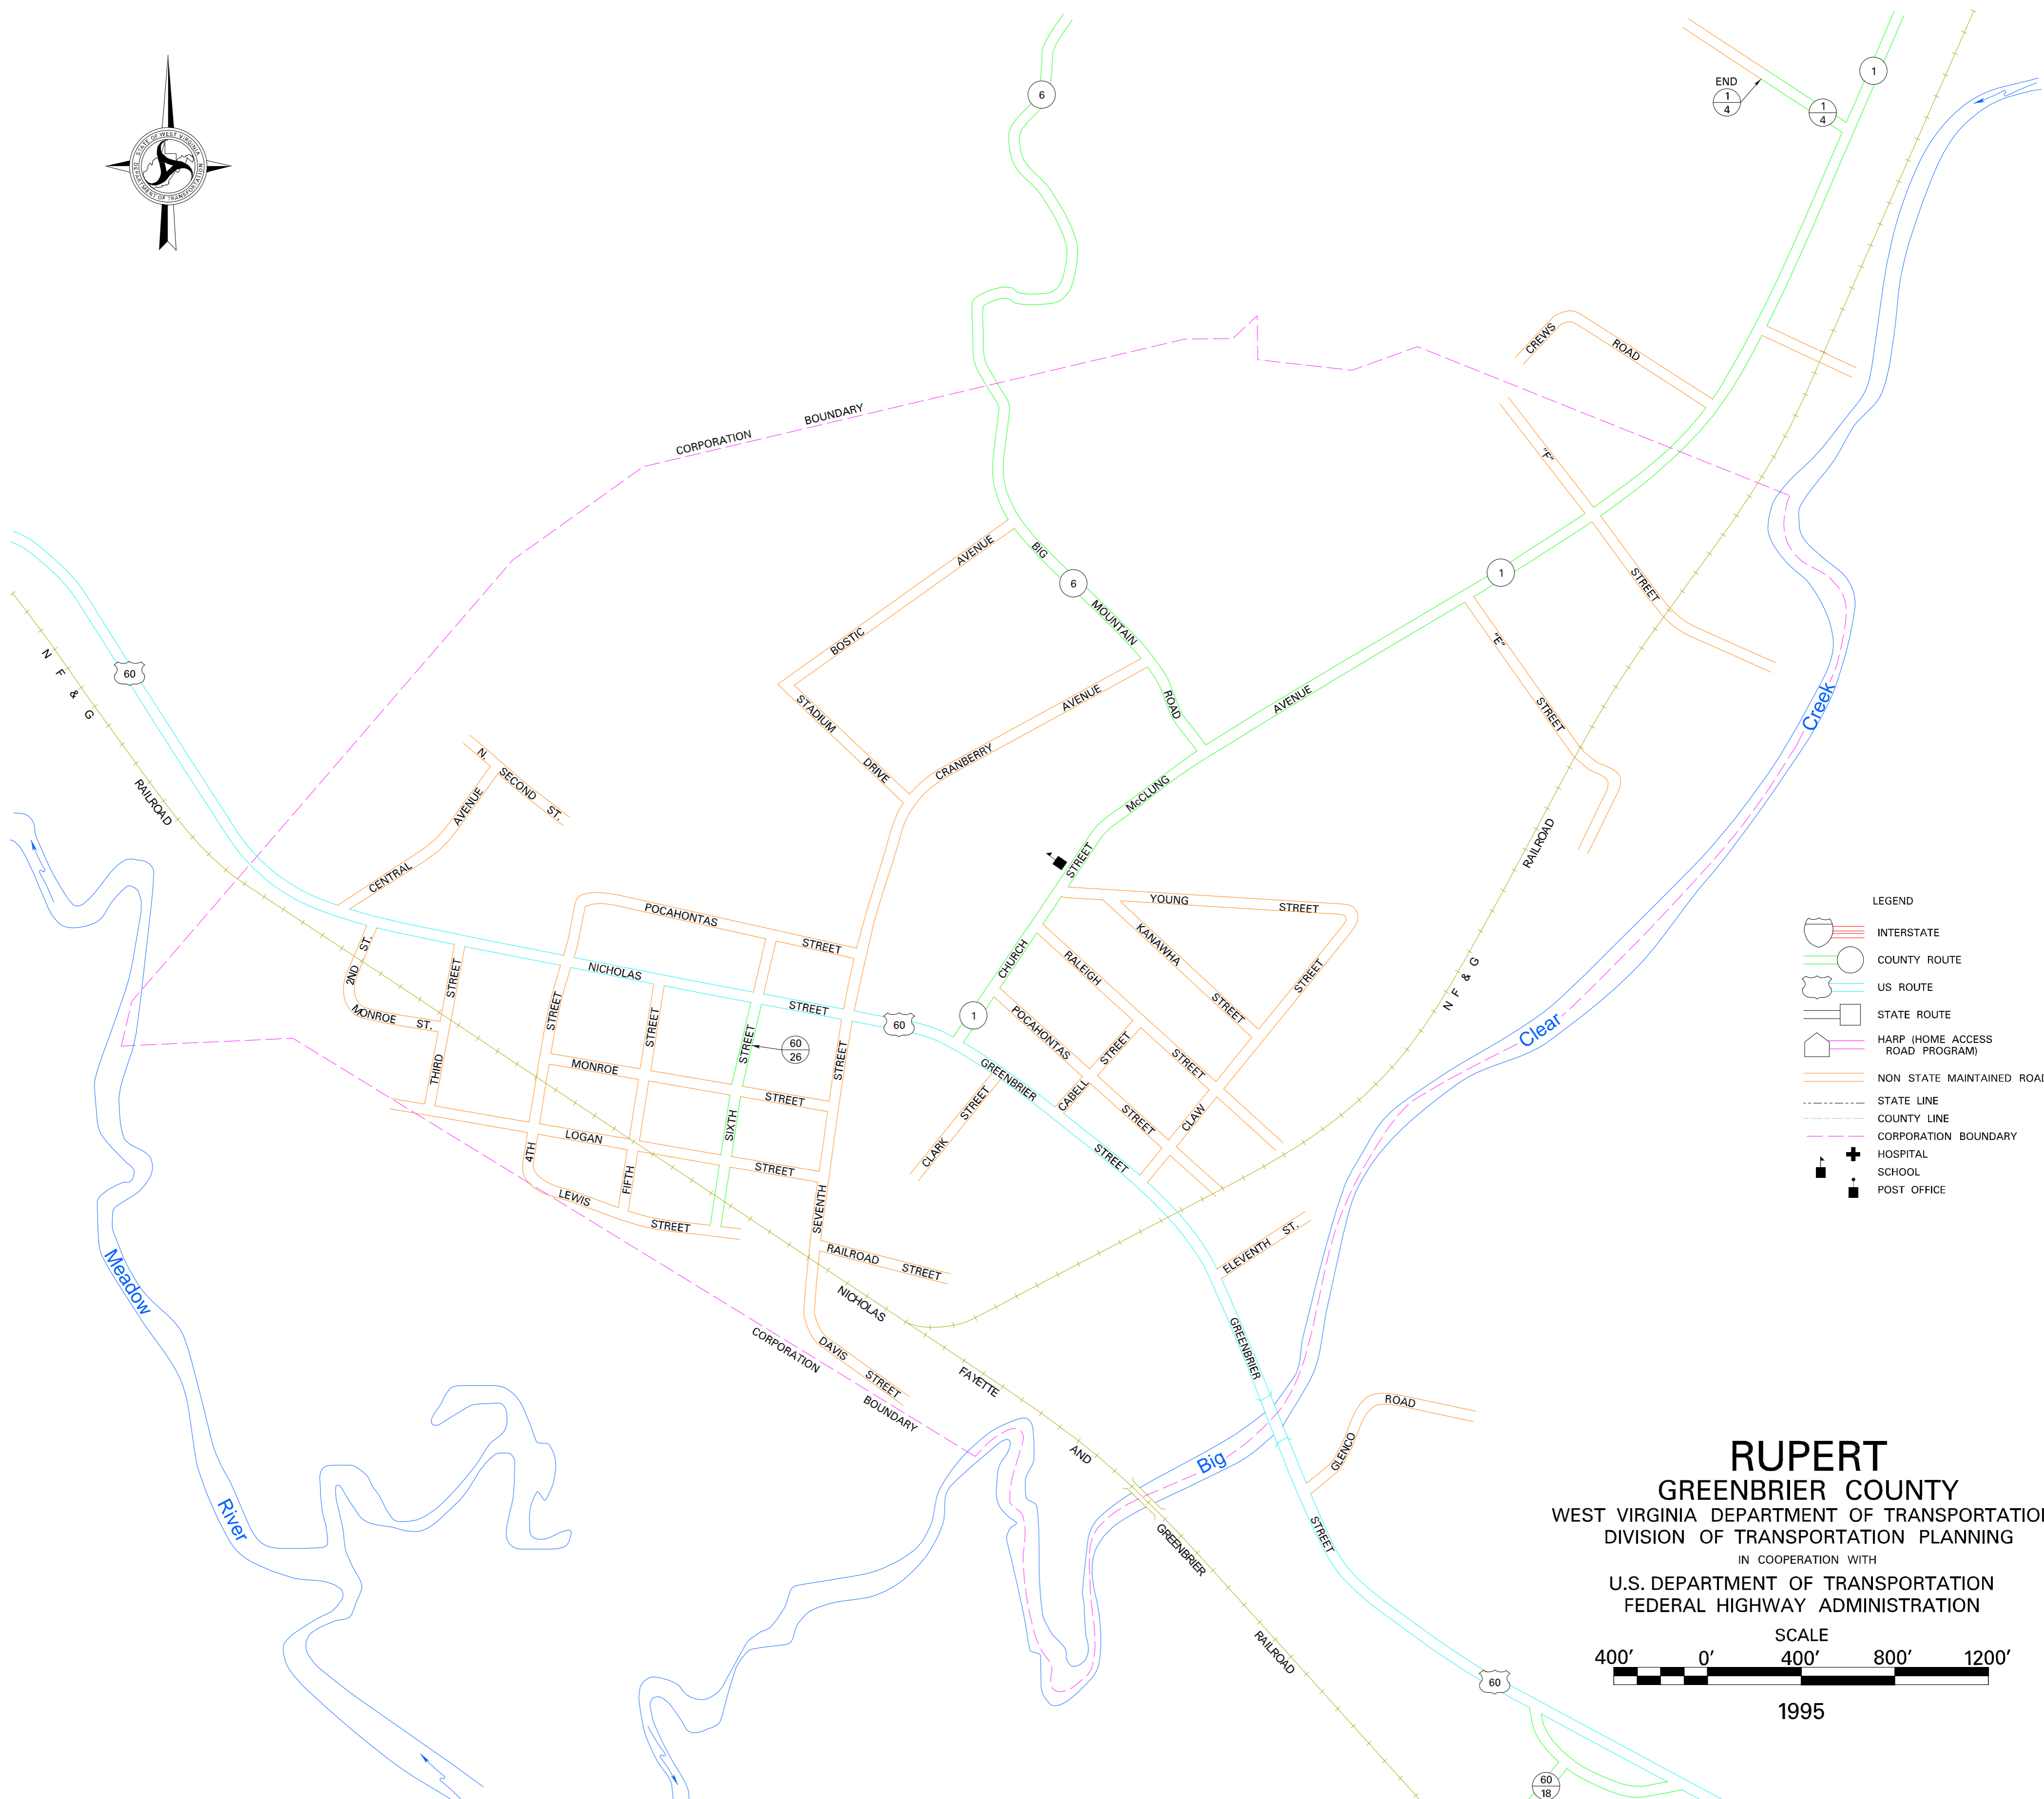 STATE OF WEST VIRGINIA
DEPARTMENT OF TRANSPORTATION
6
1
END
1
4
1
4
CREWS ROAD
CORPORATION BOUNDARY
"F" STREET
BOSTIC AVENUE
BIG MOUNTAIN ROAD
6
1
"E" STREET
60
N F & G RAILROAD
STADIUM DRIVE
CRANBERRY AVENUE
McCLUNG AVENUE
N. SECOND ST.
CENTRAL AVENUE
Big Clear Creek
N F & G RAILROAD
CHURCH STREET
YOUNG STREET
KANAWHA STREET
RALEIGH STREET
POCAHONTAS STREET
POCAHONTAS STREET
NICHOLAS STREET
60
1
60
26
2ND ST.
MONROE ST.
THIRD STREET
4TH STREET
FIFTH STREET
SIXTH STREET
SEVENTH STREET
MONROE STREET
LOGAN STREET
LEWIS STREET
GREENBRIER STREET
CLARK STREET
CABELL STREET
CLAW STREET
ELEVENTH ST.
RAILROAD STREET
DAVIS STREET
NICHOLAS FAYETTE AND GREENBRIER RAILROAD
CORPORATION BOUNDARY
GREENBRIER STREET
GLENCO ROAD
Meadow River
60
60
18
LEGEND
INTERSTATE
COUNTY ROUTE
US ROUTE
STATE ROUTE
HARP (HOME ACCESS
ROAD PROGRAM)
NON STATE MAINTAINED ROAD
STATE LINE
COUNTY LINE
CORPORATION BOUNDARY
HOSPITAL
SCHOOL
POST OFFICE
RUPERT
GREENBRIER COUNTY
WEST VIRGINIA DEPARTMENT OF TRANSPORTATION
DIVISION OF TRANSPORTATION PLANNING
IN COOPERATION WITH
U.S. DEPARTMENT OF TRANSPORTATION
FEDERAL HIGHWAY ADMINISTRATION
SCALE
400' 0' 400' 800' 1200'
1995